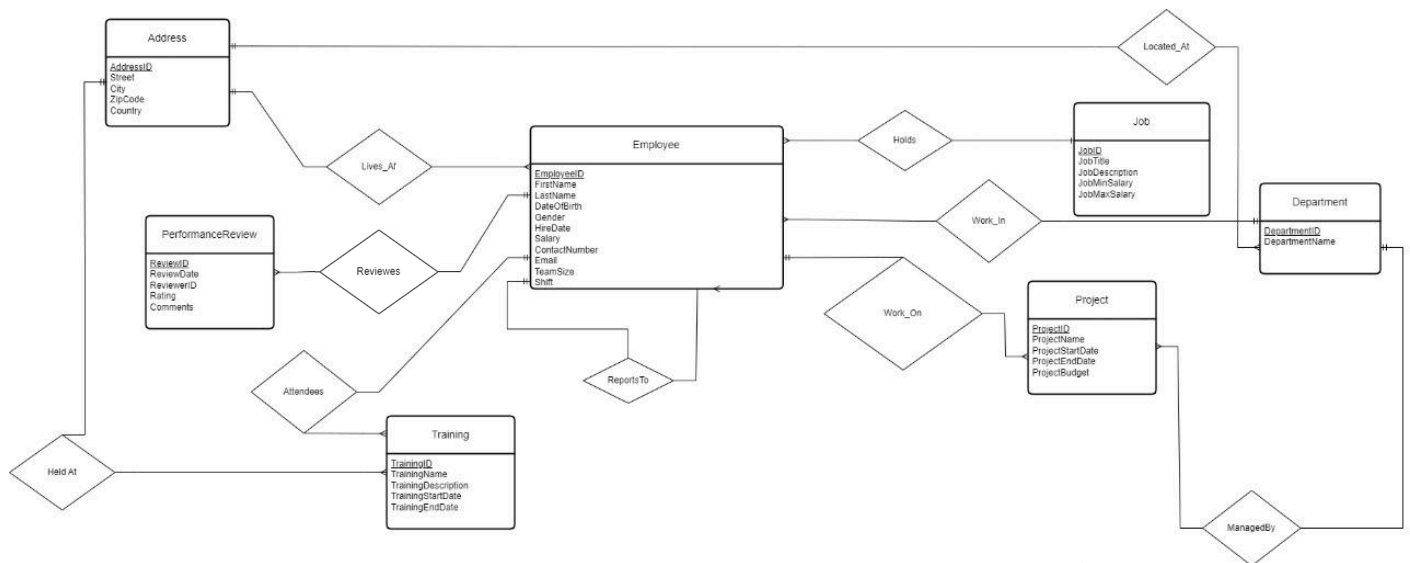 Address
AddressID
Street
City
ZipCode
Country
Located_At
Lives_At
Employee
EmployeeID
FirstName
LastName
DateOfBirth
Gender
HireDate
Salary
ContactNumber
Email
TeamSize
Shift
Holds
Job
JobID
JobTitle
JobDescription
JobMinSalary
JobMaxSalary
Work_In
Department
DepartmentID
DepartmentName
PerformanceReview
ReviewID
ReviewDate
ReviewerID
Rating
Comments
Reviewes
Work_On
Project
ProjectID
ProjectName
ProjectStartDate
ProjectEndDate
ProjectBudget
Attendees
ReportsTo
Training
TrainingID
TrainingName
TrainingDescription
TrainingStartDate
TrainingEndDate
Held At
ManagedBy